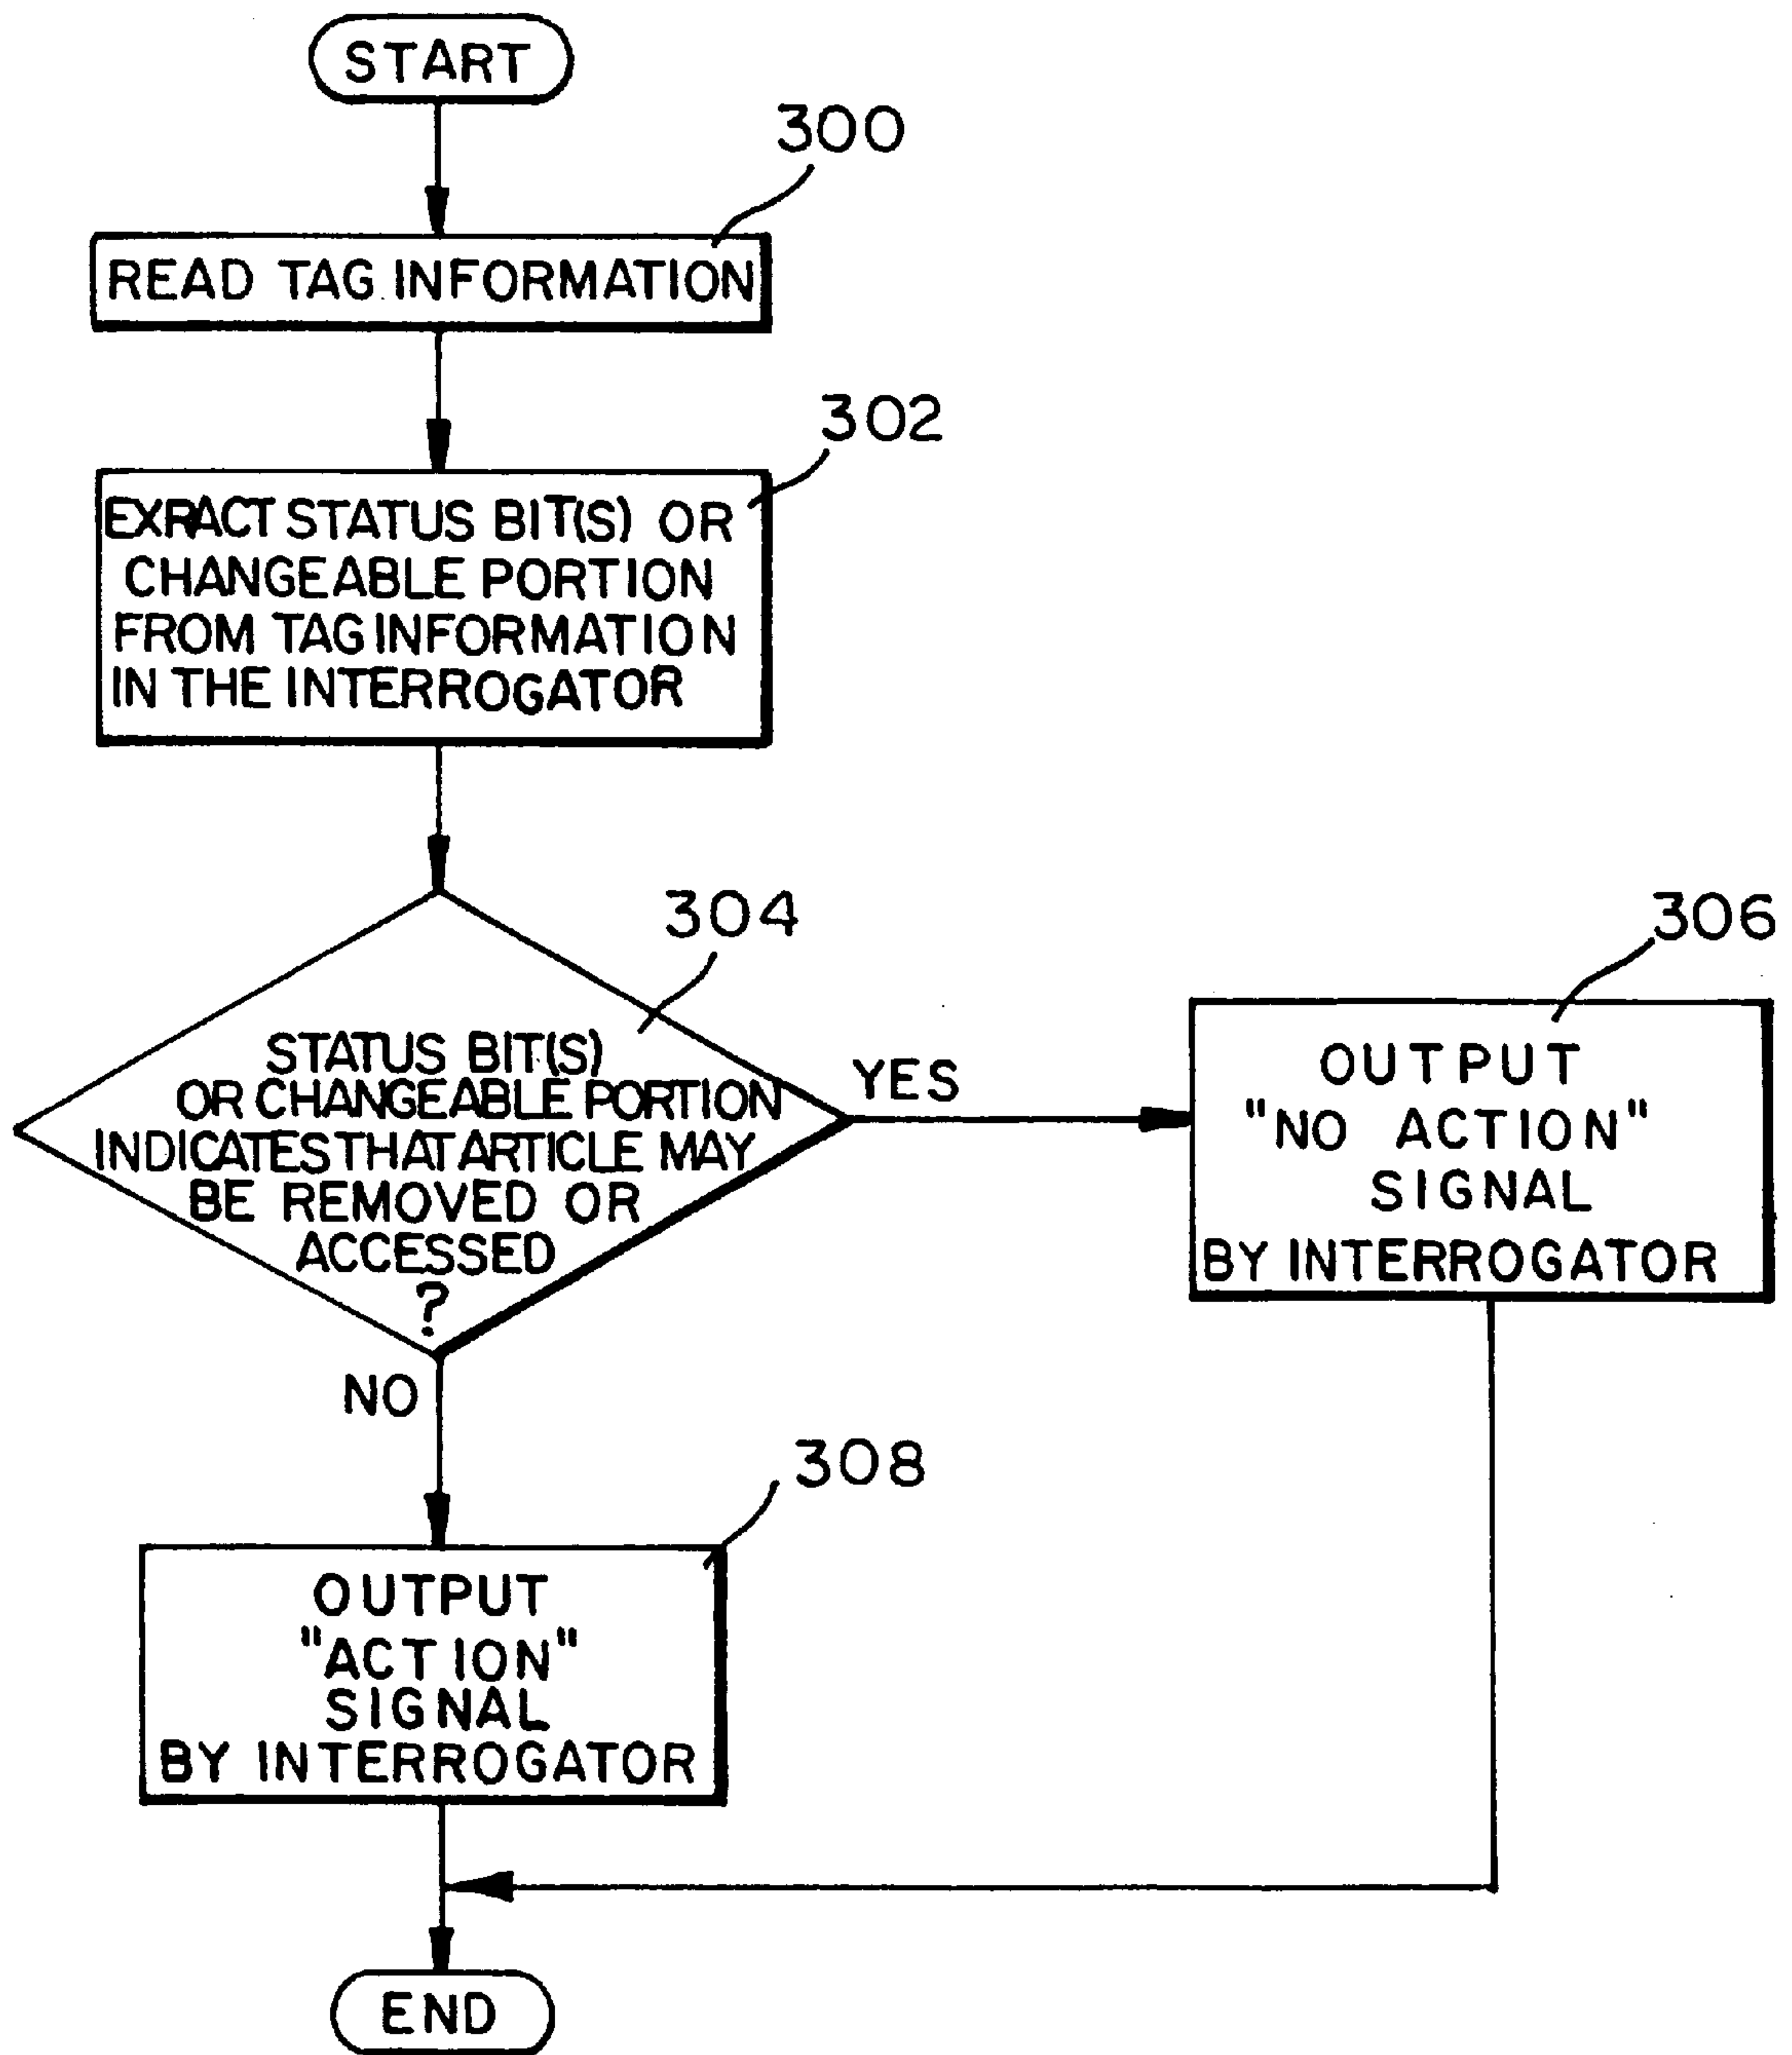 START
300
READ TAG INFORMATION
302
EXRACT STATUS BIT(S) OR
CHANGEABLE PORTION
FROM TAG INFORMATION
IN THE INTERROGATOR
304
STATUS BIT(S)
OR CHANGEABLE PORTION
INDICATES THAT ARTICLE MAY
BE REMOVED OR
ACCESSED
?
YES
306
OUTPUT
"NO ACTION"
SIGNAL
BY INTERROGATOR
NO
308
OUTPUT
"ACTION"
SIGNAL
BY INTERROGATOR
END